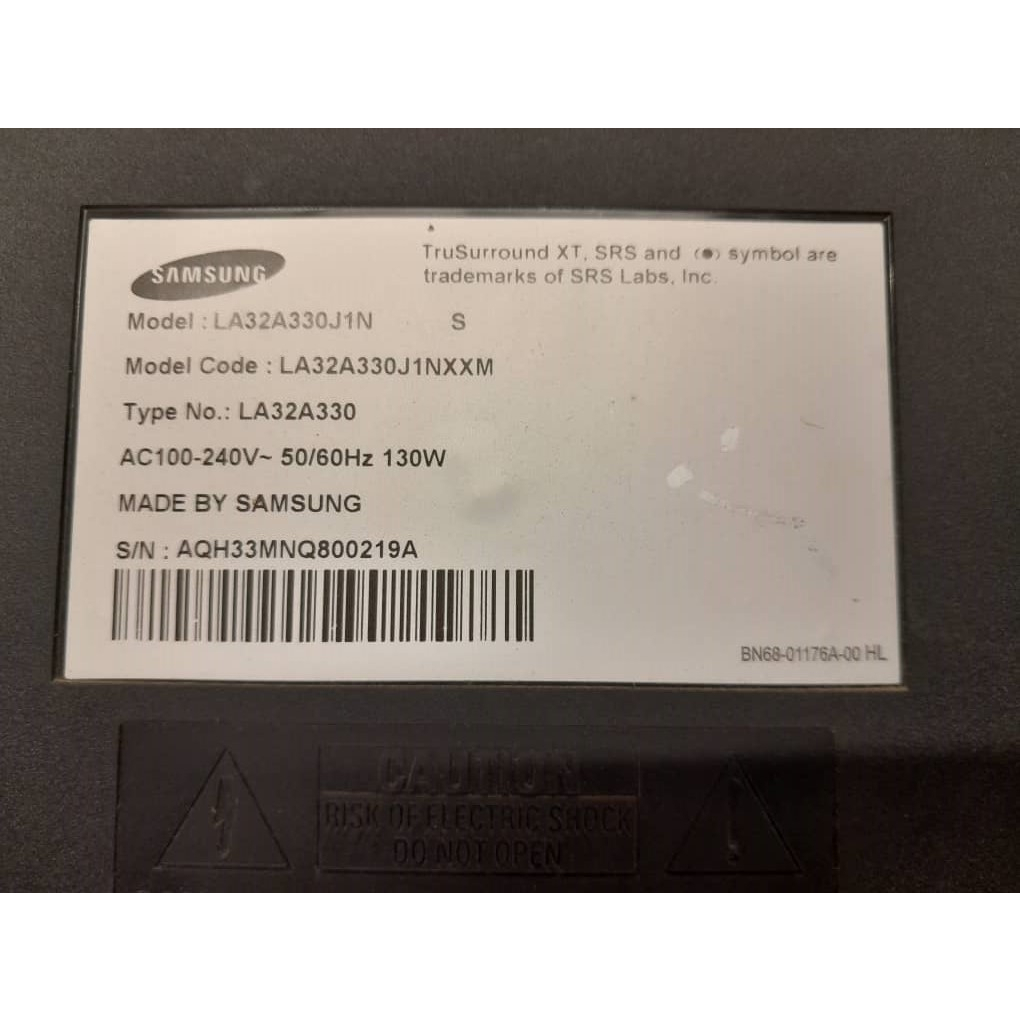 SAMSUNG
TruSurround XT, SRS and (●) symbol are
trademarks of SRS Labs, Inc.
Model : LA32A330J1N S
Model Code : LA32A330J1NXXM
Type No.: LA32A330
AC100-240V~ 50/60Hz 130W
MADE BY SAMSUNG
S/N : AQH33MNQ800219A
BN68-01176A-00 HL
CAUTION
RISK OF ELECTRIC SHOCK
DO NOT OPEN